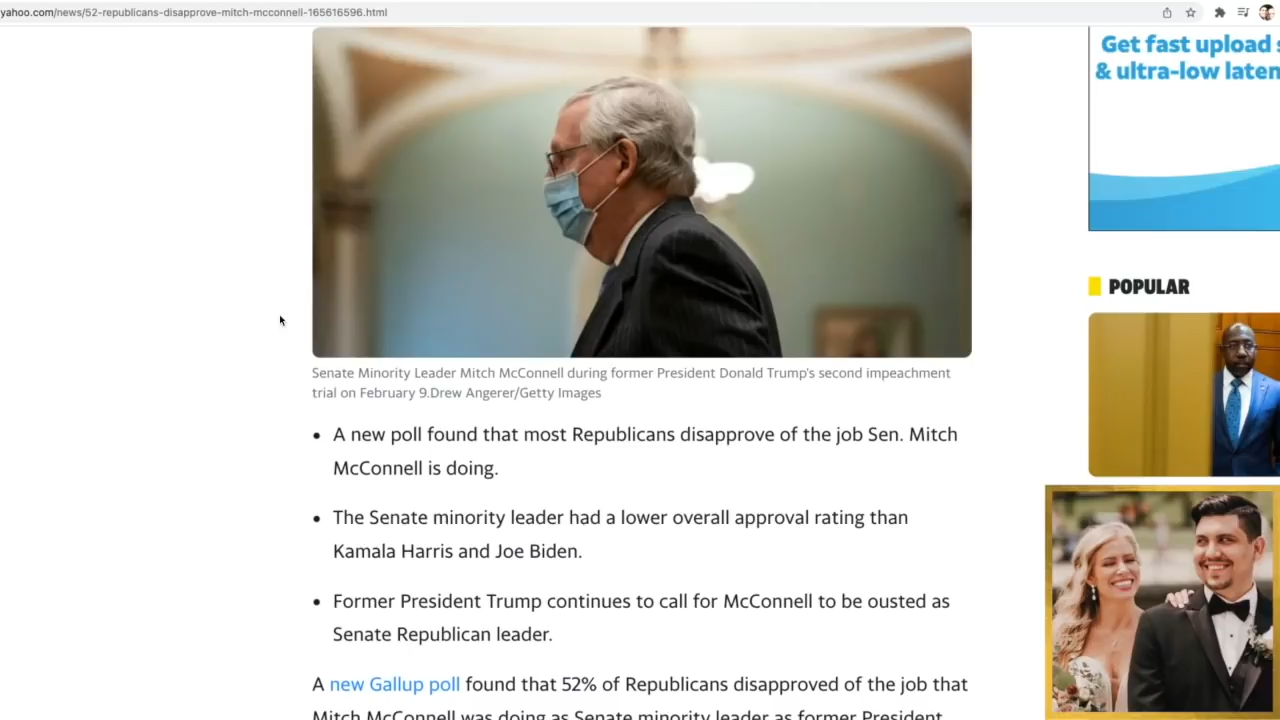 yahoo.com/news/52-republicans-disapprove-mitch-mcconnell-165616596.html
Get fast upload s
& ultra-low laten
Senate Minority Leader Mitch McConnell during former President Donald Trump's second impeachment
trial on February 9.Drew Angerer/Getty Images
POPULAR
• A new poll found that most Republicans disapprove of the job Sen. Mitch
McConnell is doing.
• The Senate minority leader had a lower overall approval rating than
Kamala Harris and Joe Biden.
• Former President Trump continues to call for McConnell to be ousted as
Senate Republican leader.
A new Gallup poll found that 52% of Republicans disapproved of the job that
Mitch McConnell was doing as Senate minority leader as former President